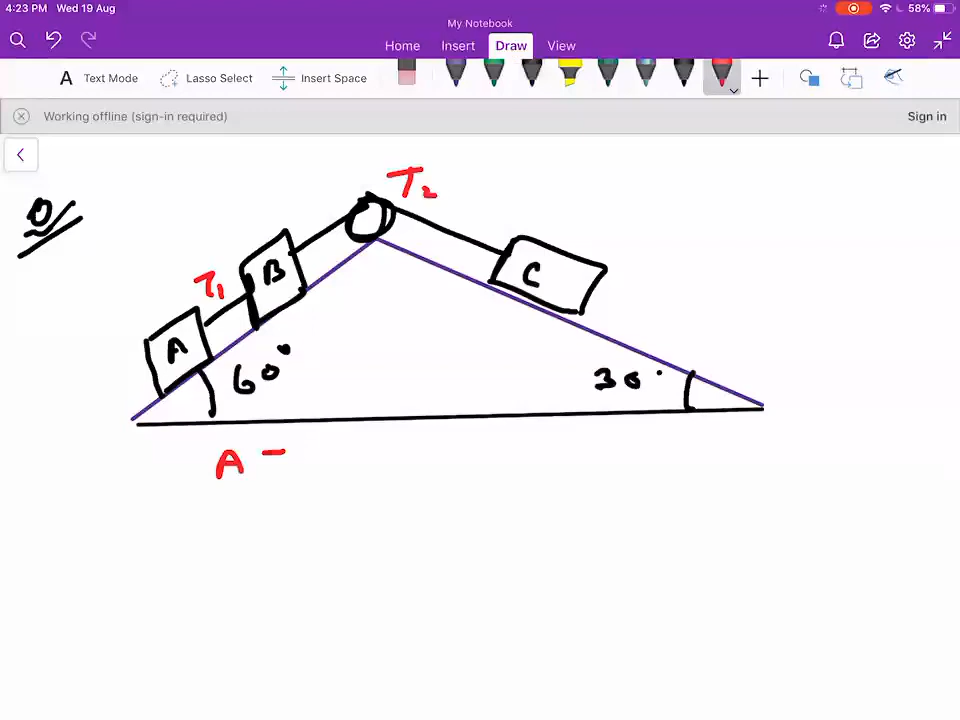 4:23 PM Wed 19 Aug
58%
My Notebook
Home Insert Draw View
A Text Mode Lasso Select Insert Space
Working offline (sign-in required) Sign in
Q
T2
T1
B
C
A
60°
30°
A -